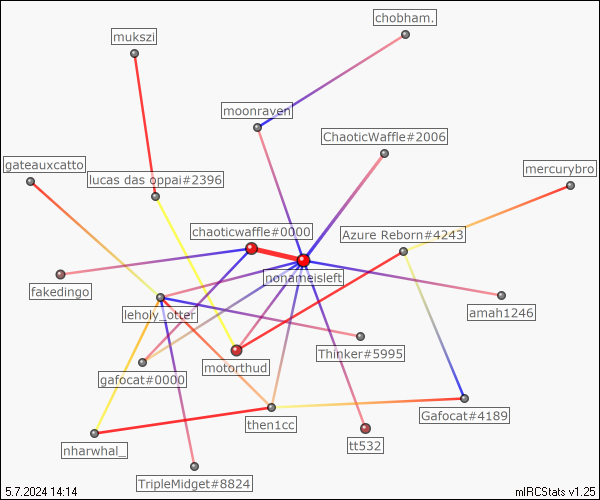 chobham.
mukszi
moonraven
ChaoticWaffle#2006
gateauxcatto
mercurybro
lucas das oppai#2396
chaoticwaffle#0000
Azure Reborn#4243
nonameisleft
fakedingo
leholy_otter
amah1246
Thinker#5995
motorthud
gafocat#0000
Gafocat#4189
then1cc
nharwhal_
tt532
TripleMidget#8824
5.7.2024 14:14
mIRCStats v1.25